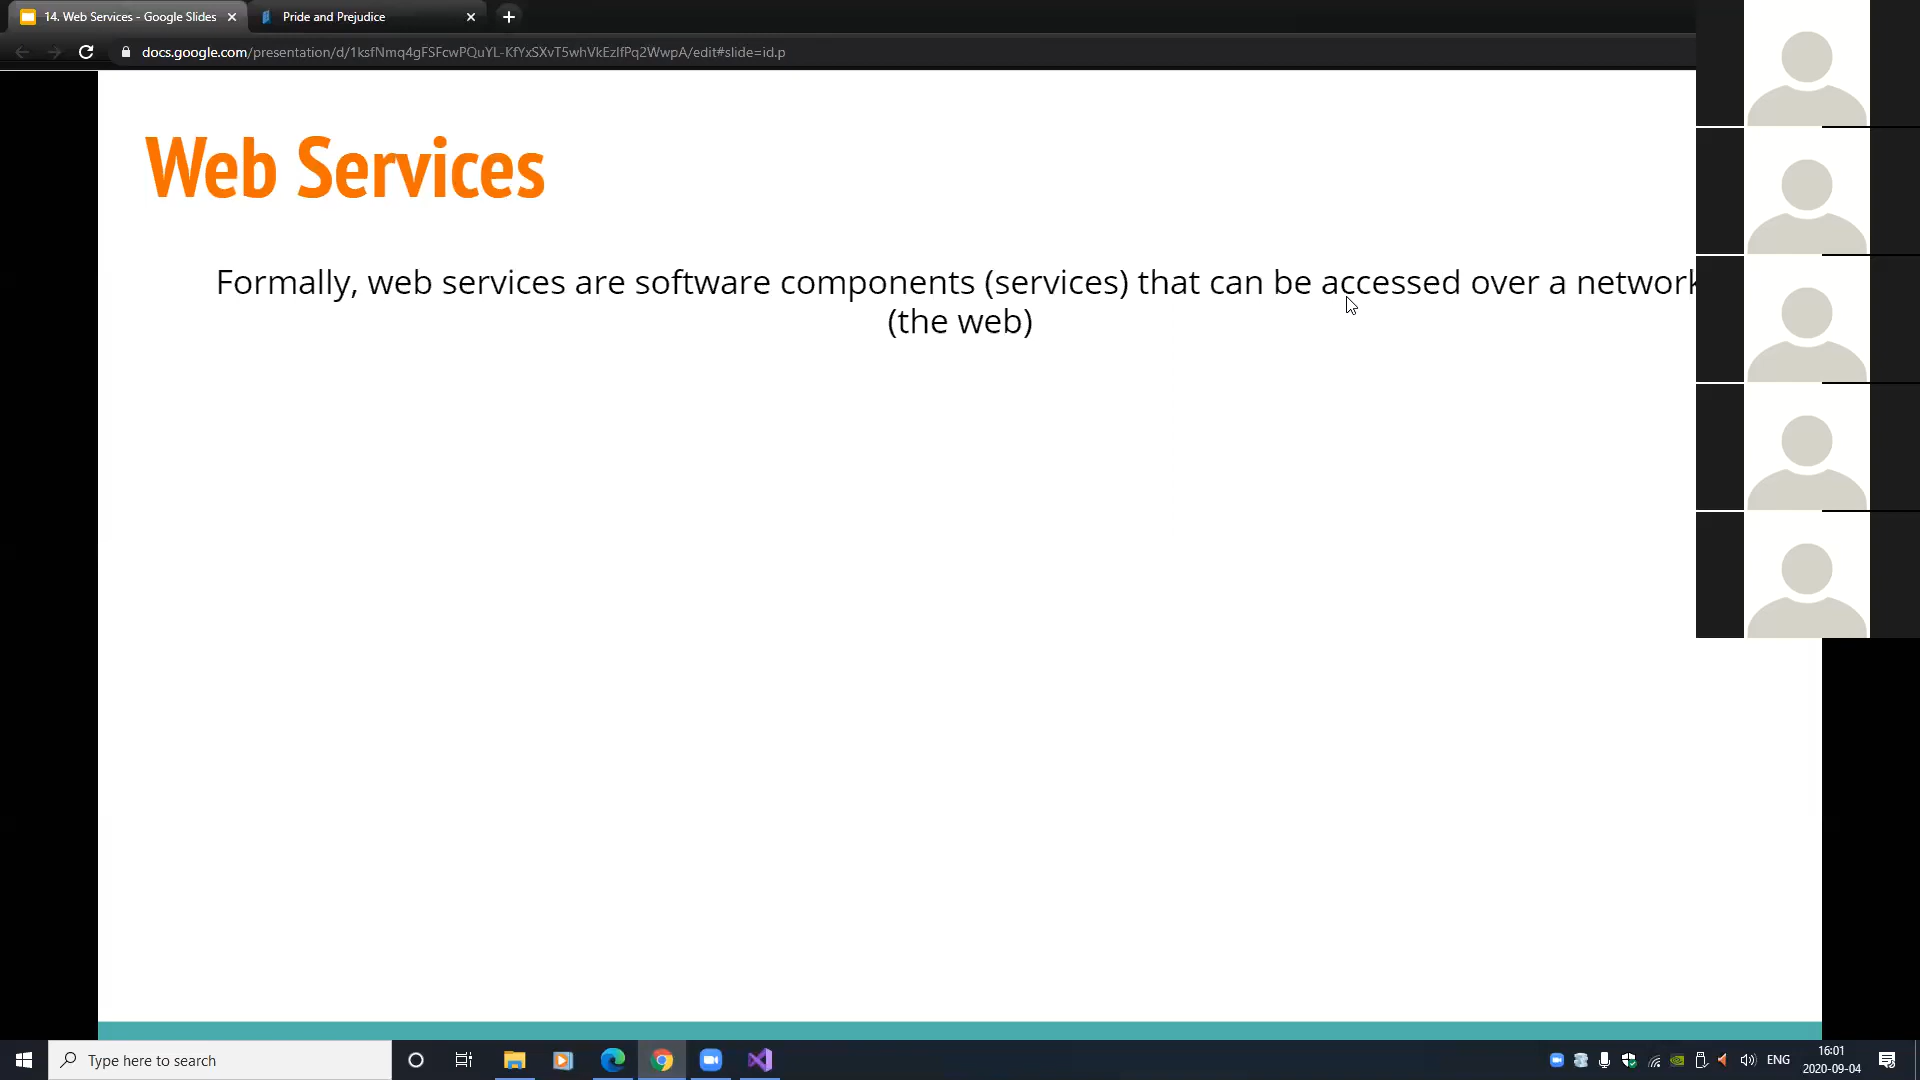 14. Web Services - Google Slides
Pride and Prejudice
docs.google.com/presentation/d/1ksfNmq4gFSFcwPQuYL-KfYxSXvT5whVkEzlfPq2WwpA/edit#slide=id.p
Web Services
Formally, web services are software components (services) that can be accessed over a network
(the web)
Type here to search
ENG
16:01
2020-09-04